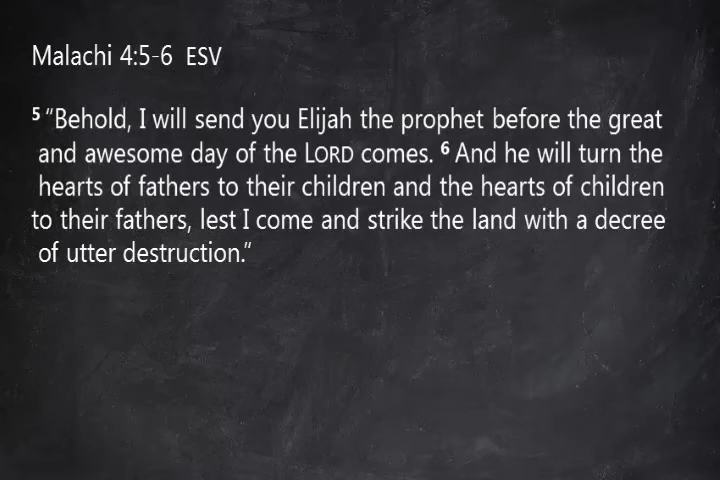 Malachi 4:5-6 ESV
5 “Behold, I will send you Elijah the prophet before the great
and awesome day of the LORD comes. 6 And he will turn the
hearts of fathers to their children and the hearts of children
to their fathers, lest I come and strike the land with a decree
of utter destruction.”